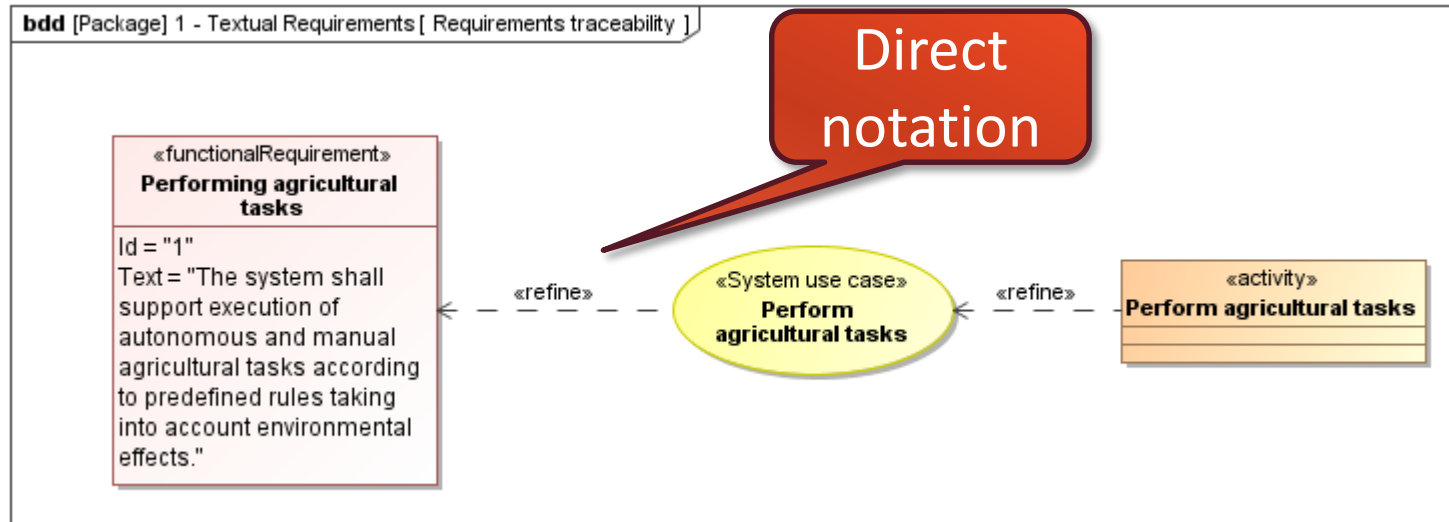 bdd [Package] 1 - Textual Requirements [ Requirements traceability ]
Direct
notation
«functionalRequirement»
Performing agricultural
tasks
Id = "1"
Text = "The system shall
support execution of
autonomous and manual
agricultural tasks according
to predefined rules taking
into account environmental
effects."
«refine»
«System use case»
Perform
agricultural tasks
«refine»
«activity»
Perform agricultural tasks